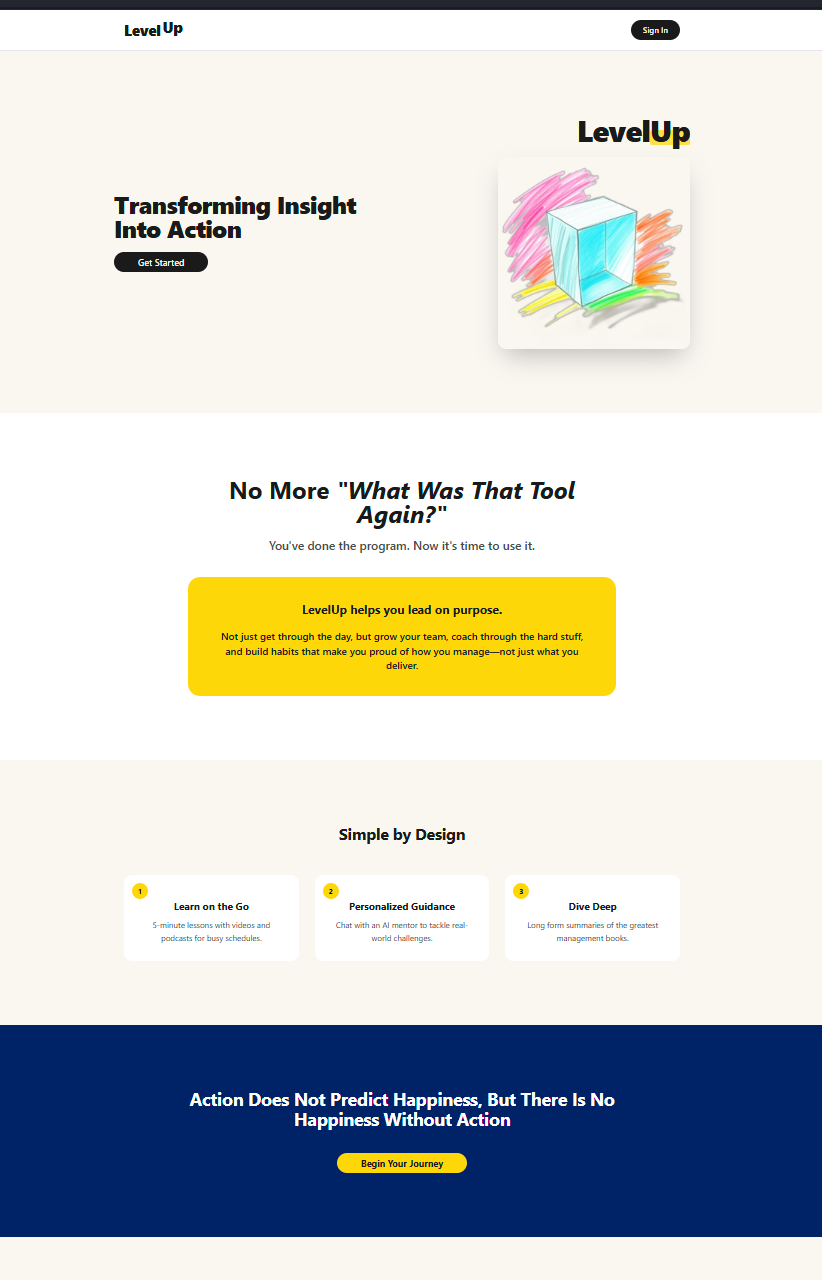 LevelUp
Sign In
LevelUp
Transforming Insight
Into Action
Get Started
No More "What Was That Tool
Again?"
You've done the program. Now it's time to use it.
LevelUp helps you lead on purpose.
Not just get through the day, but grow your team, coach through the hard stuff,
and build habits that make you proud of how you manage—not just what you
deliver.
Simple by Design
1
Learn on the Go
5-minute lessons with videos and
podcasts for busy schedules.
2
Personalized Guidance
Chat with an AI mentor to tackle real-
world challenges.
3
Dive Deep
Long form summaries of the greatest
management books.
Action Does Not Predict Happiness, But There Is No
Happiness Without Action
Begin Your Journey